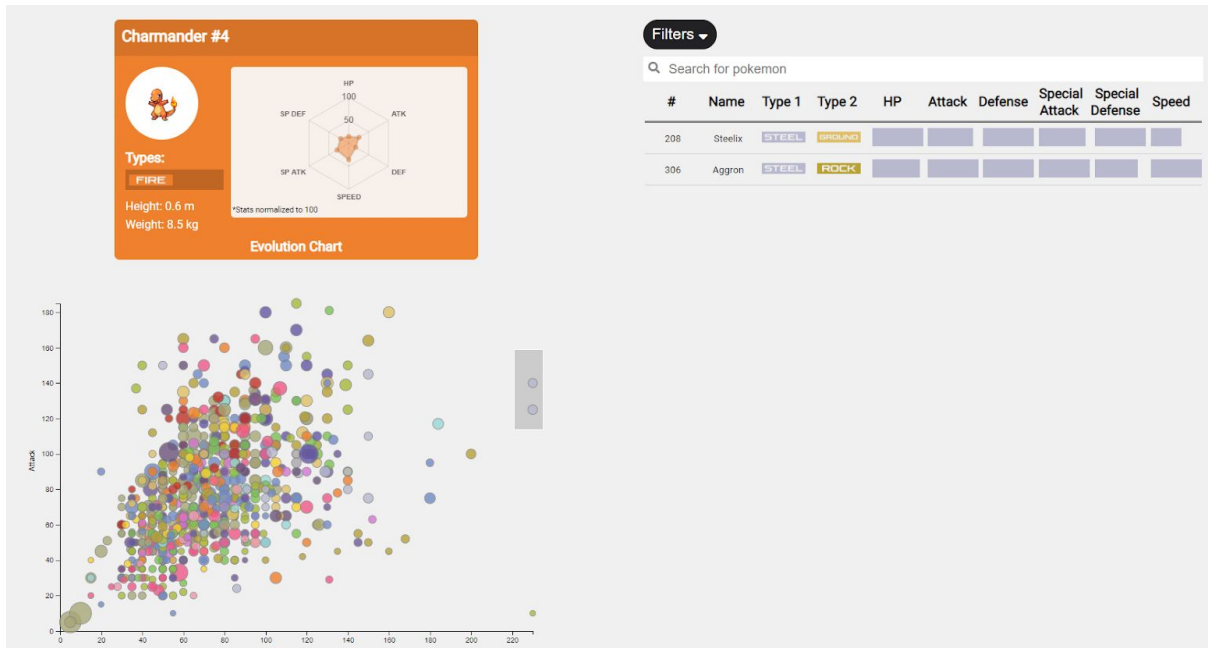 Charmander #4
HP
100
50
SP DEF
ATK
SP ATK
DEF
SPEED
*Stats normalized to 100
Types:
FIRE
Height: 0.6 m
Weight: 8.5 kg
Evolution Chart
Filters
Search for pokemon
# Name Type 1 Type 2 HP Attack Defense Special Attack Special Defense Speed
208 Steelix STEEL GROUND
306 Aggron STEEL ROCK
180
160
140
120
100
80
60
40
20
0
Attack
0 20 40 60 80 100 120 140 160 180 200 220